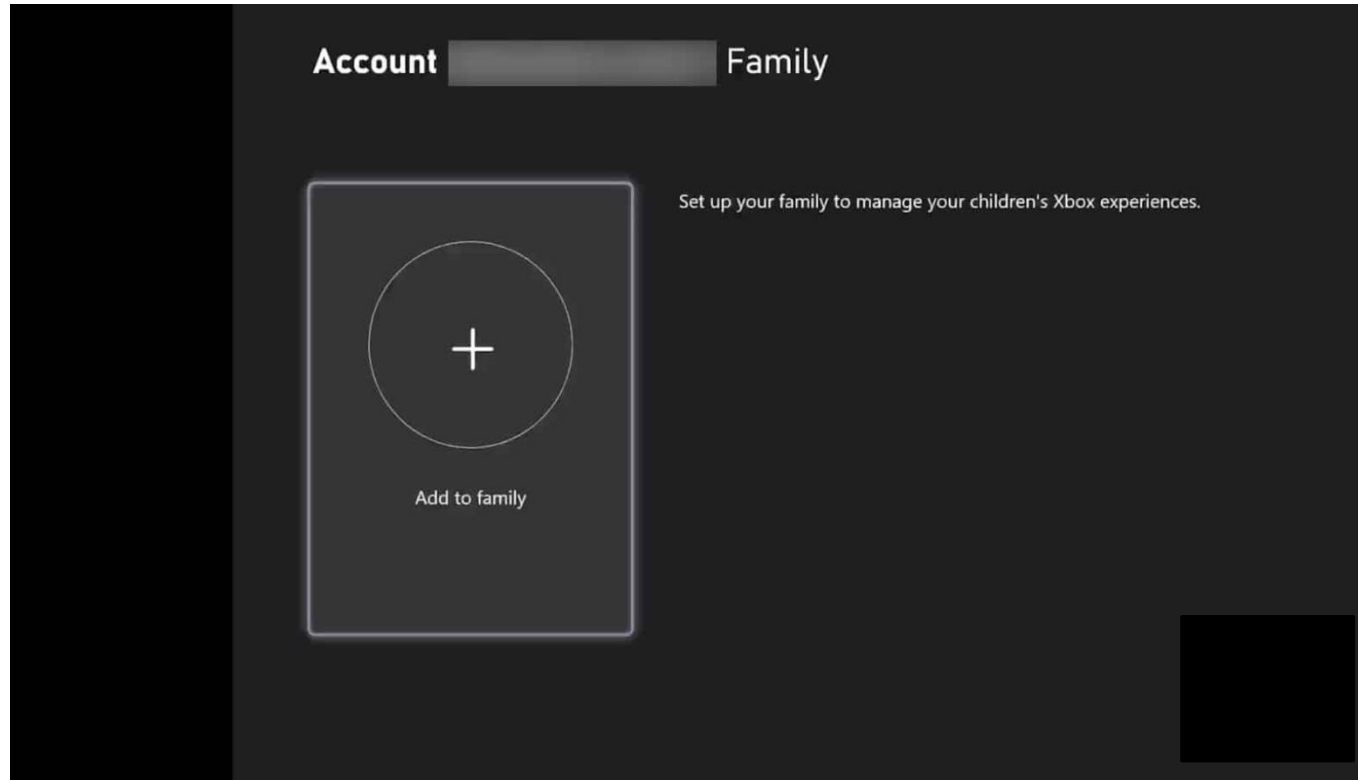 Account Family
Set up your family to manage your children's Xbox experiences.
Add to family